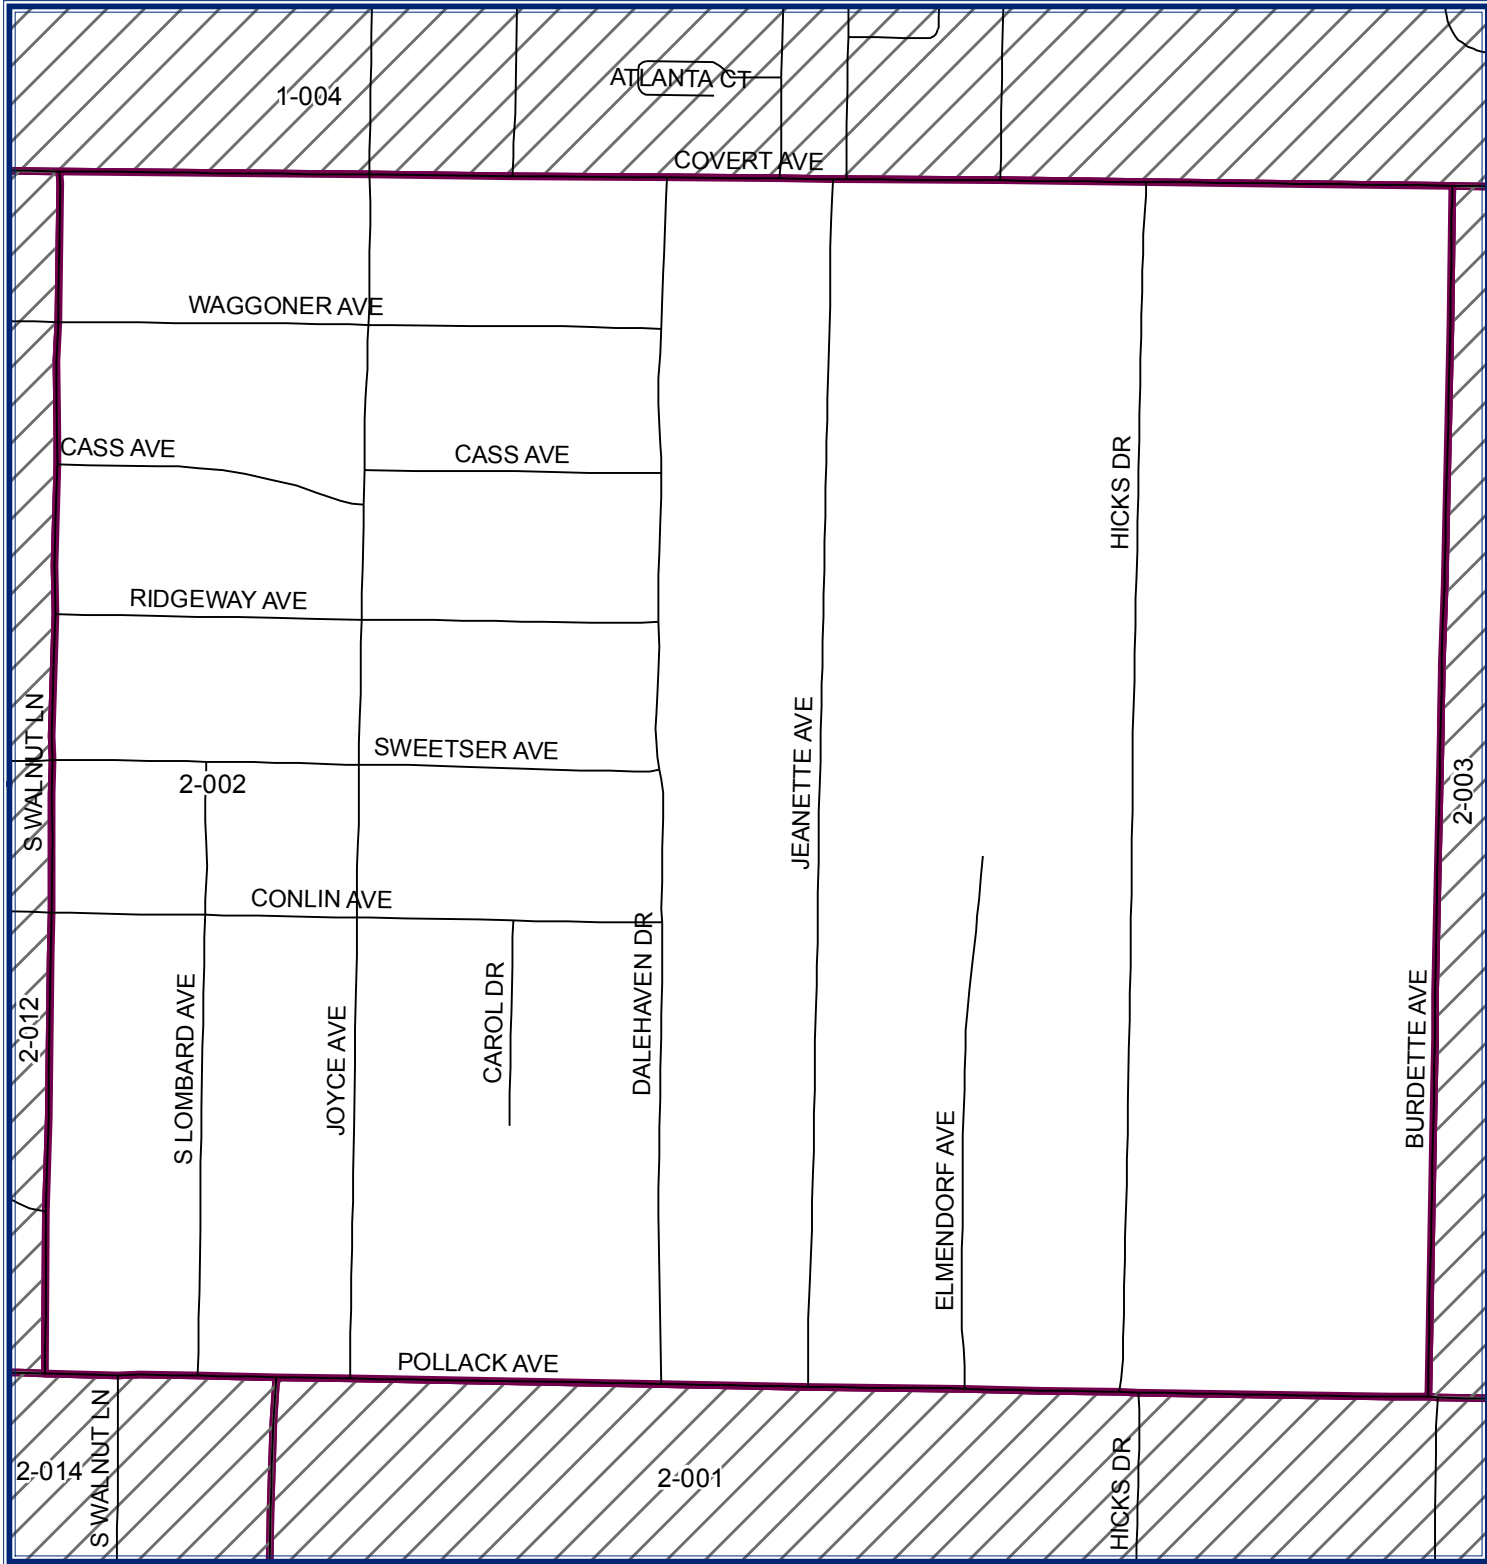 ATLANTA CT
1-004
COVERT AVE
WAGGONER AVE
CASS AVE
CASS AVE
HICKS DR
RIDGEWAY AVE
S WALNUT LN
JEANETTE AVE
SWEETSER AVE
2-002
2-003
CONLIN AVE
DALEHAVEN DR
CAROL DR
S LOMBARD AVE
JOYCE AVE
2-012
BURDETTE AVE
ELMENDORF AVE
POLLACK AVE
S WALNUT LN
2-014
2-001
HICKS DR